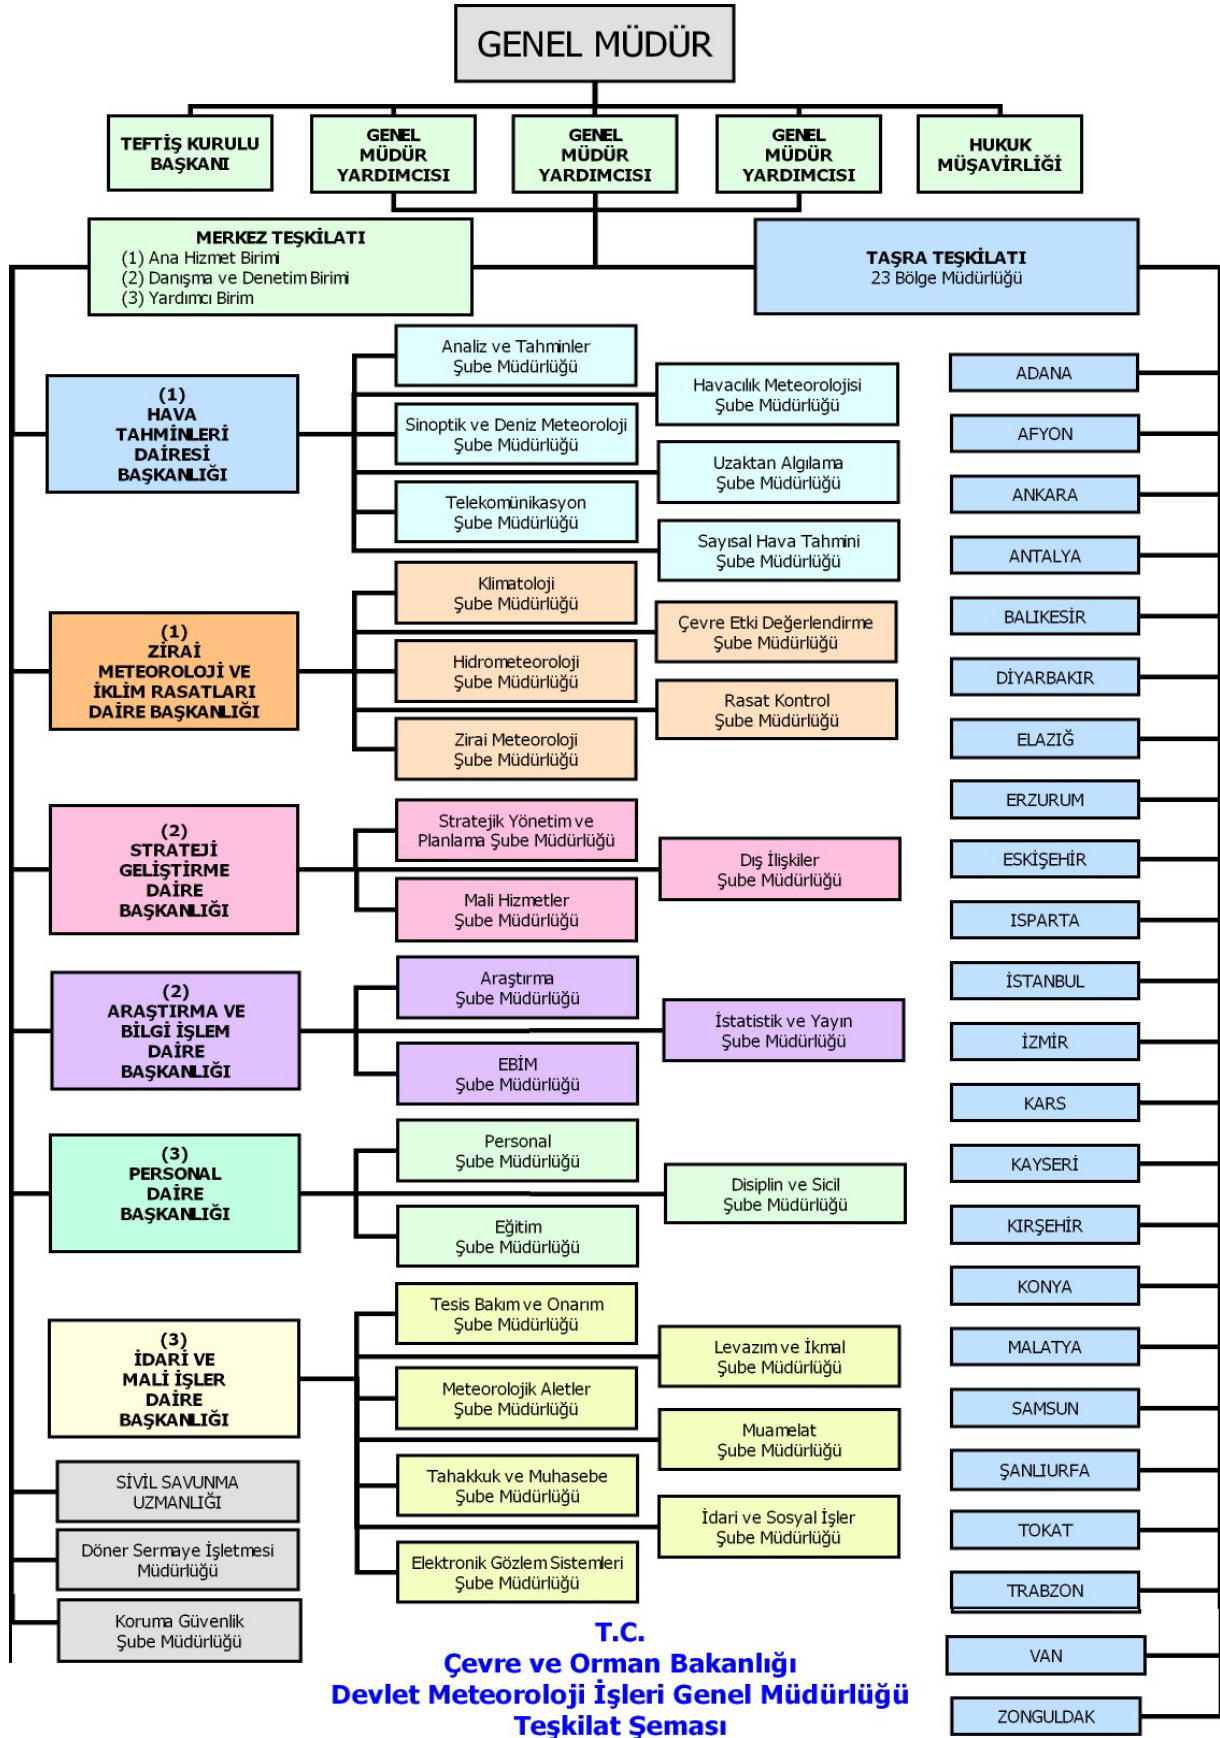 GENEL MÜDÜR
TEFTİŞ KURULU
BAŞKANI
GENEL
MÜDÜR
YARDIMCISI
GENEL
MÜDÜR
YARDIMCISI
GENEL
MÜDÜR
YARDIMCISI
HUKUK
MÜŞAVİRLİĞİ
MERKEZ TEŞKİLATI
(1) Ana Hizmet Birimi
(2) Danışma ve Denetim Birimi
(3) Yardımcı Birim
TAŞRA TEŞKİLATI
23 Bölge Müdürlüğü
(1)
HAVA
TAHMİNLERİ
DAİRESİ
BAŞKANLIĞI
Analiz ve Tahminler
Şube Müdürlüğü
Havacılık Meteorolojisi
Şube Müdürlüğü
Sinoptik ve Deniz Meteoroloji
Şube Müdürlüğü
Uzaktan Algılama
Şube Müdürlüğü
Telekomünikasyon
Şube Müdürlüğü
Sayısal Hava Tahmini
Şube Müdürlüğü
(1)
ZİRAİ
METEOROLOJİ VE
İKLİM RASATLARI
DAİRE BAŞKANLIĞI
Klimatoloji
Şube Müdürlüğü
Çevre Etki Değerlendirme
Şube Müdürlüğü
Hidrometeoroloji
Şube Müdürlüğü
Rasat Kontrol
Şube Müdürlüğü
Zirai Meteoroloji
Şube Müdürlüğü
(2)
STRATEJİ
GELİŞTİRME
DAİRE
BAŞKANLIĞI
Stratejik Yönetim ve
Planlama Şube Müdürlüğü
Dış İlişkiler
Şube Müdürlüğü
Mali Hizmetler
Şube Müdürlüğü
(2)
ARAŞTIRMA VE
BİLGİ İŞLEM
DAİRE
BAŞKANLIĞI
Araştırma
Şube Müdürlüğü
İstatistik ve Yayın
Şube Müdürlüğü
EBİM
Şube Müdürlüğü
(3)
PERSONAL
DAİRE
BAŞKANLIĞI
Personal
Şube Müdürlüğü
Disiplin ve Sicil
Şube Müdürlüğü
Eğitim
Şube Müdürlüğü
(3)
İDARİ VE
MALİ İŞLER
DAİRE
BAŞKANLIĞI
Tesis Bakım ve Onarım
Şube Müdürlüğü
Levazım ve İkmal
Şube Müdürlüğü
Meteorolojik Aletler
Şube Müdürlüğü
Muamelat
Şube Müdürlüğü
Tahakkuk ve Muhasebe
Şube Müdürlüğü
İdari ve Sosyal İşler
Şube Müdürlüğü
Elektronik Gözlem Sistemleri
Şube Müdürlüğü
SİVİL SAVUNMA
UZMANLIĞI
Döner Sermaye İşletmesi
Müdürlüğü
Koruma Güvenlik
Şube Müdürlüğü
ADANA
AFYON
ANKARA
ANTALYA
BALIKESİR
DİYARBAKIR
ELAZIĞ
ERZURUM
ESKİŞEHİR
ISPARTA
İSTANBUL
İZMİR
KARS
KAYSERİ
KIRŞEHİR
KONYA
MALATYA
SAMSUN
ŞANLIURFA
TOKAT
TRABZON
VAN
ZONGULDAK
T.C.
Çevre ve Orman Bakanlığı
Devlet Meteoroloji İşleri Genel Müdürlüğü
Teşkilat Şeması